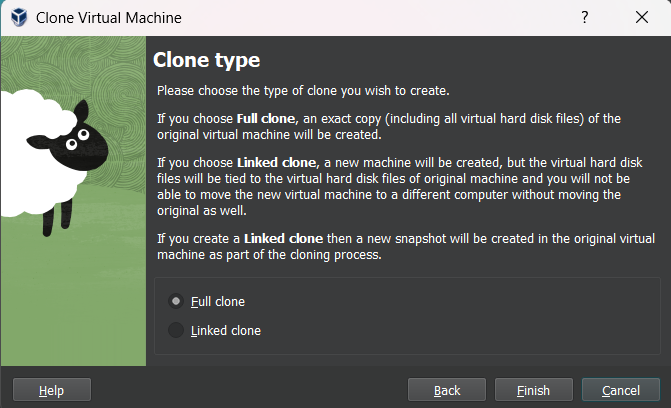 Clone Virtual Machine
?
Clone type
Please choose the type of clone you wish to create.
If you choose Full clone, an exact copy (including all virtual hard disk files) of the
original virtual machine will be created.
If you choose Linked clone, a new machine will be created, but the virtual hard disk
files will be tied to the virtual hard disk files of original machine and you will not be
able to move the new virtual machine to a different computer without moving the
original as well.
If you create a Linked clone then a new snapshot will be created in the original virtual
machine as part of the cloning process.
Full clone
Linked clone
Help
Back
Finish
Cancel